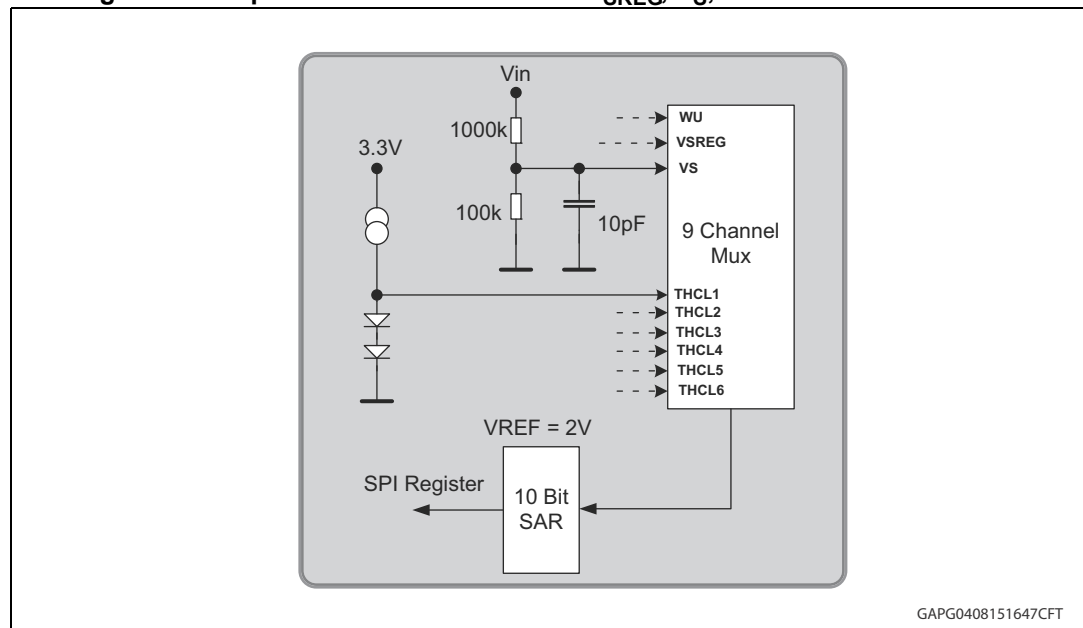 SREG
Vin
1000k
3.3V
100k
10pF
WU
VSREG
VS
9 Channel
Mux
THCL1
THCL2
THCL3
THCL4
THCL5
THCL6
VREF = 2V
SPI Register
10 Bit
SAR
GAPG0408151647CFT